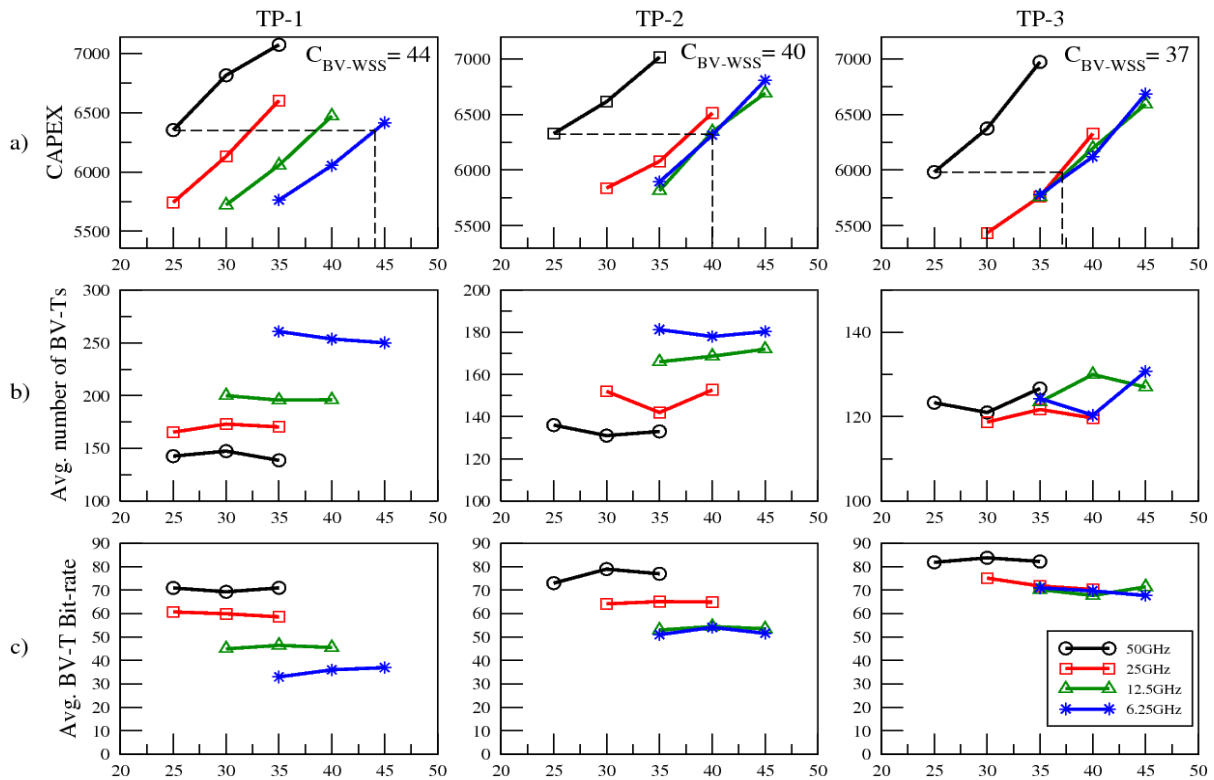 TP-1 TP-2 TP-3
a)
CAPEX
7000
6500
6000
5500
C_BV-WSS = 44
20 25 30 35 40 45 50
7000
6500
6000
5500
C_BV-WSS = 40
20 25 30 35 40 45 50
7000
6500
6000
5500
C_BV-WSS = 37
20 25 30 35 40 45 50
b)
Avg. number of BV-Ts
300
250
200
150
100
20 25 30 35 40 45 50
200
180
160
140
120
100
20 25 30 35 40 45 50
140
120
100
20 25 30 35 40 45 50
c)
Avg. BV-T Bit-rate
90
80
70
60
50
40
30
20
10
0
20 25 30 35 40 45 50
90
80
70
60
50
40
30
20
10
0
20 25 30 35 40 45 50
90
80
70
60
50
40
30
20
10
0
20 25 30 35 40 45 50
50GHz
25GHz
12.5GHz
6.25GHz